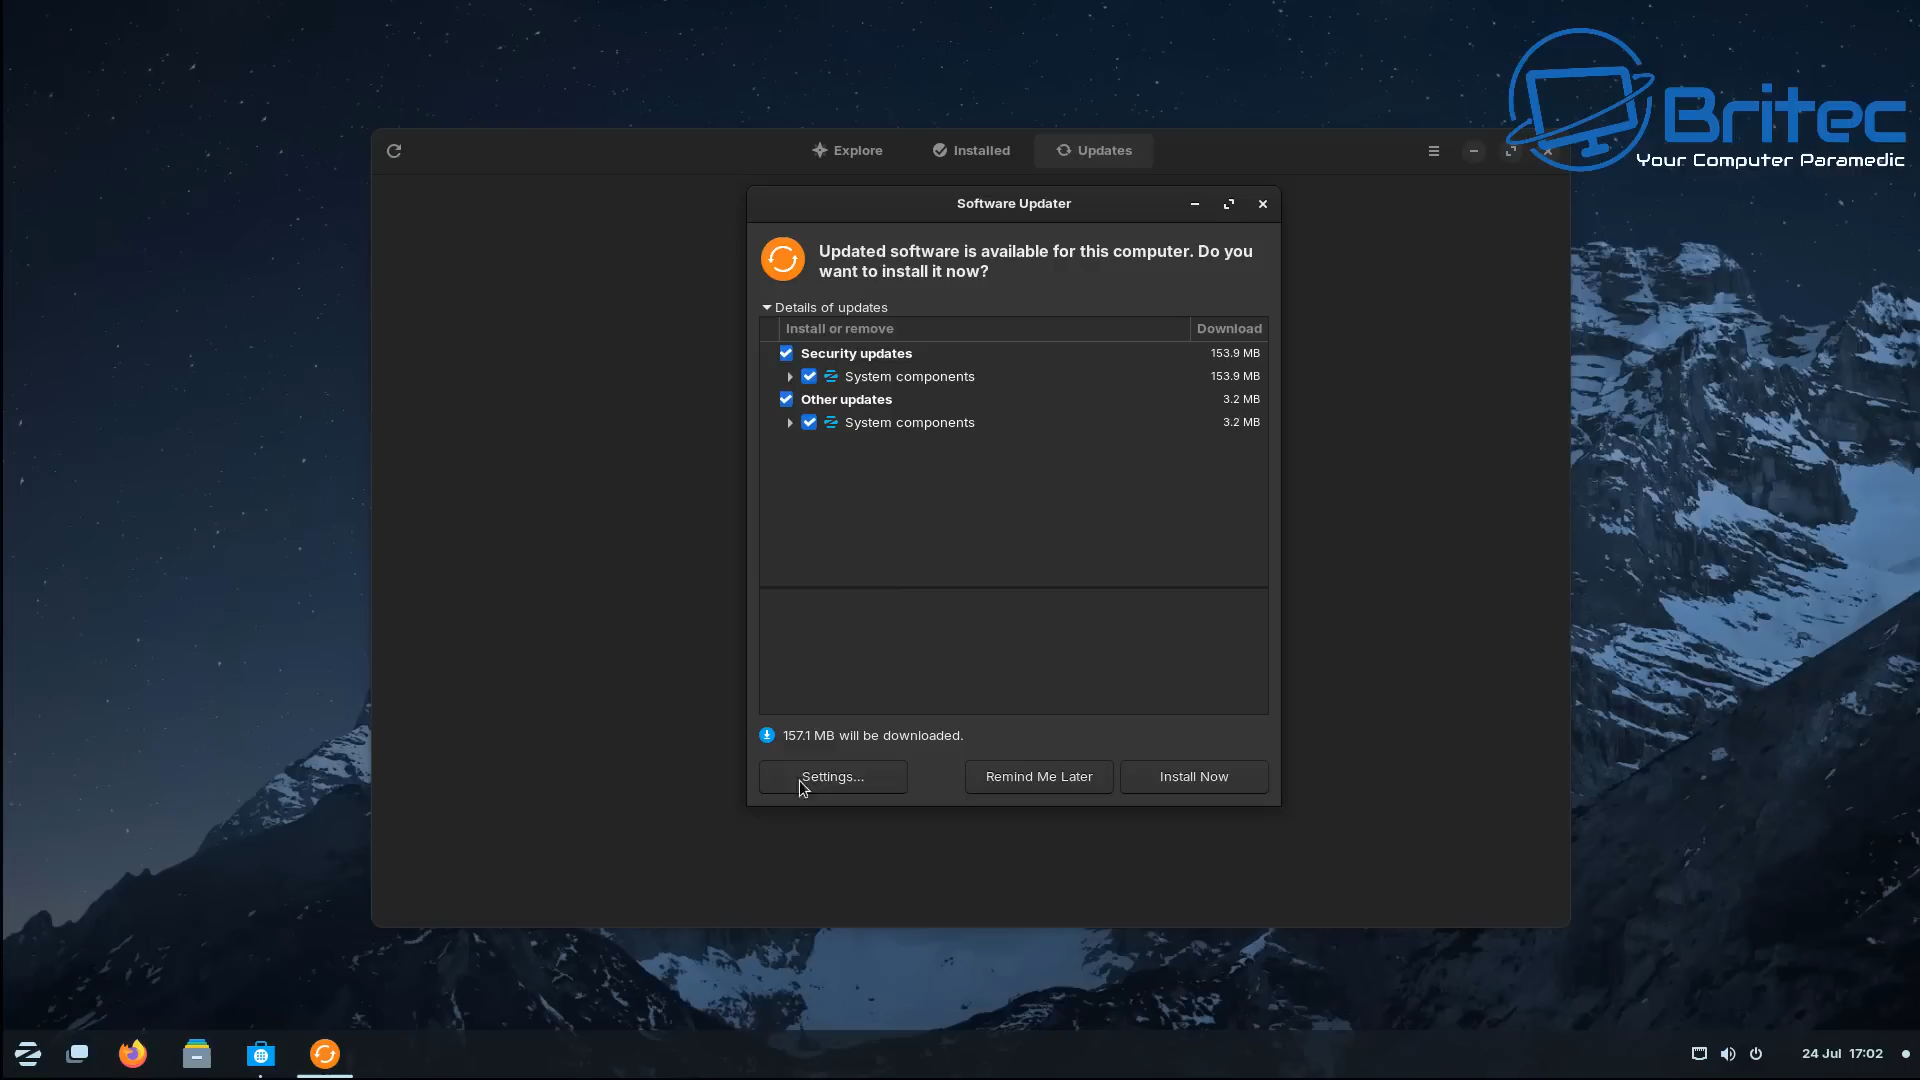 Britec
Your Computer Paramedic
Explore
Installed
Updates
Software Updater
Updated software is available for this computer. Do you
want to install it now?
Details of updates
Install or remove
Download
Security updates
153.9 MB
System components
153.9 MB
Other updates
3.2 MB
System components
3.2 MB
157.1 MB will be downloaded.
Settings...
Remind Me Later
Install Now
24 Jul 17:02